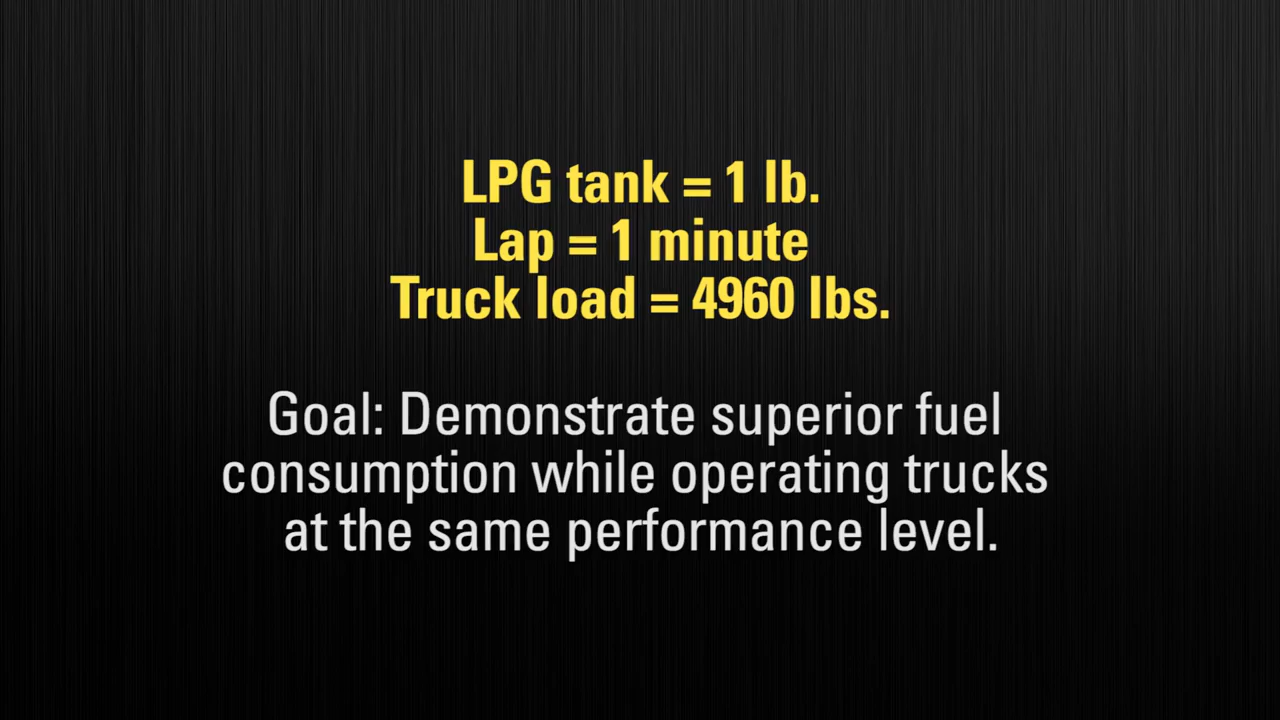 LPG tank = 1 lb.
Lap = 1 minute
Truck load = 4960 lbs.
Goal: Demonstrate superior fuel
consumption while operating trucks
at the same performance level.